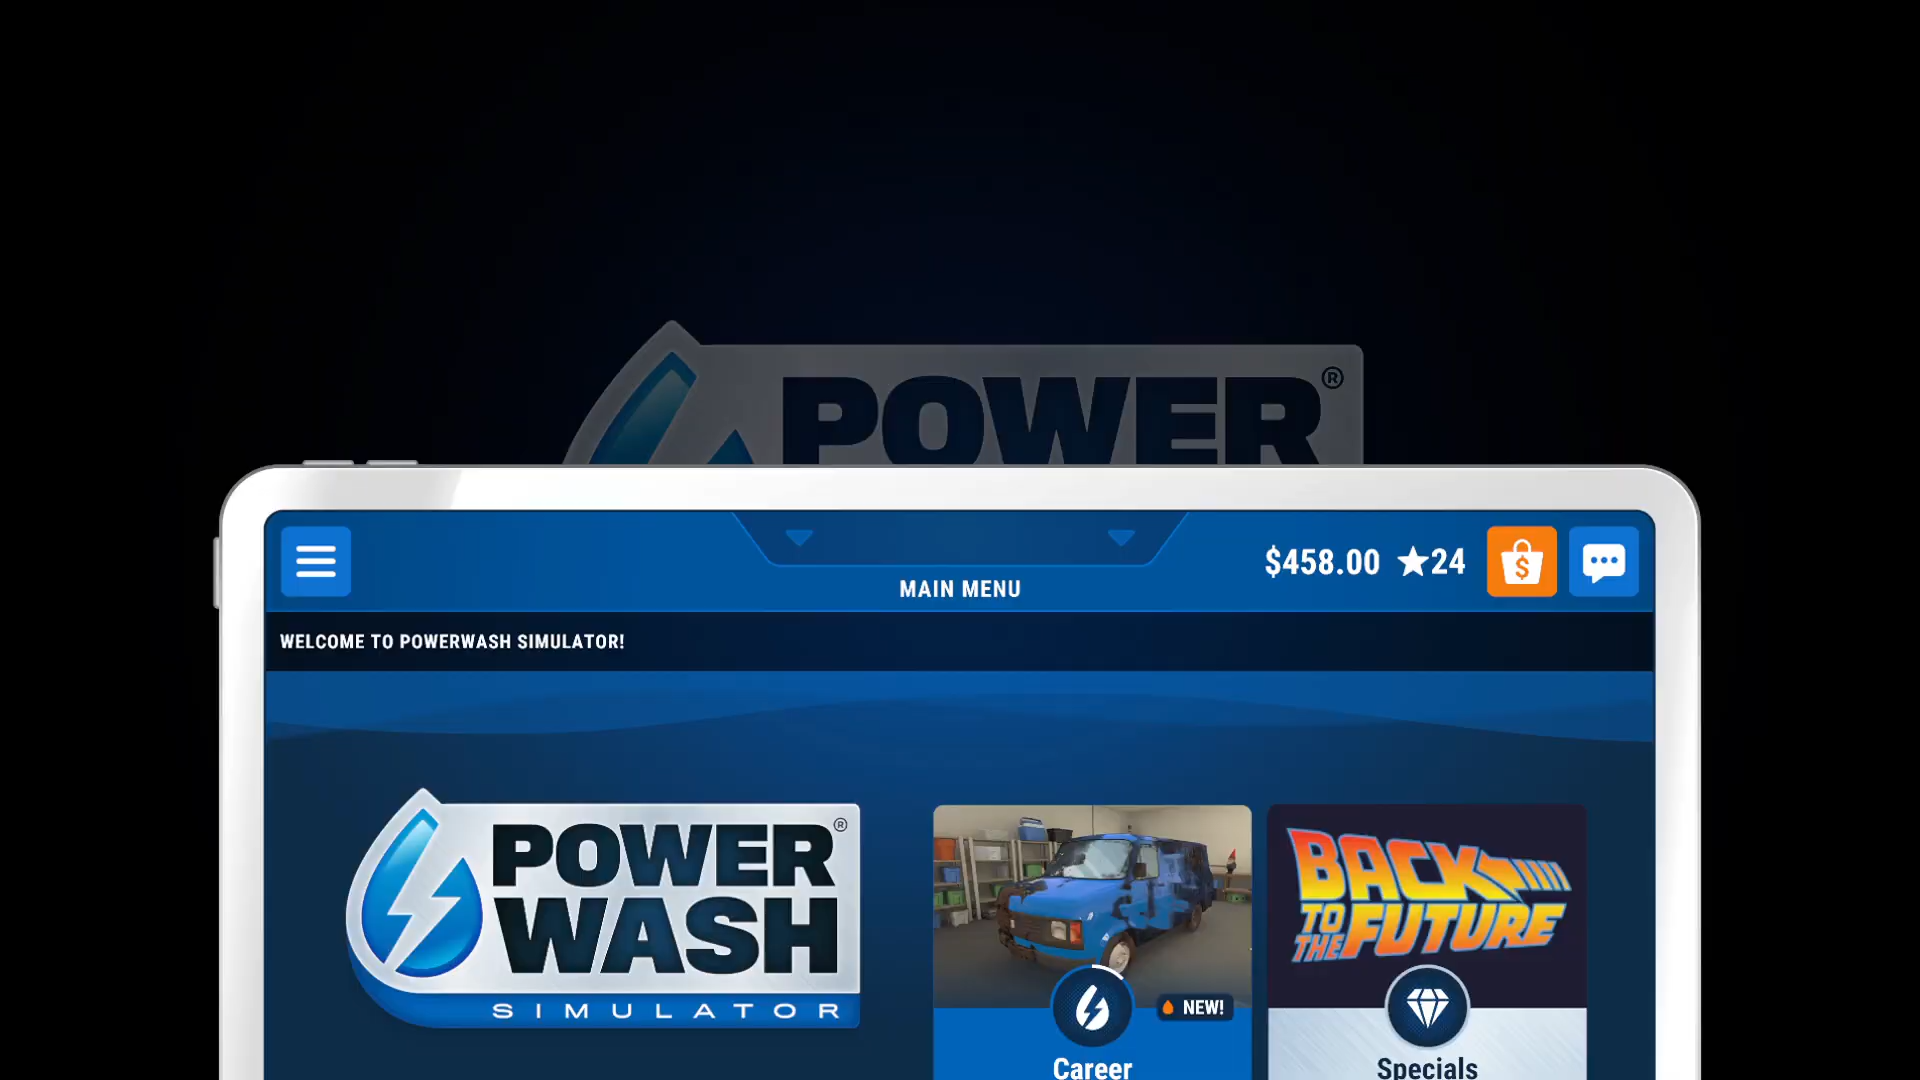 POWER®
MAIN MENU
$458.00 ★24
$
WELCOME TO POWERWASH SIMULATOR!
POWER®
WASH
SIMULATOR
BACK
TO THE FUTURE
NEW!
Career
Specials